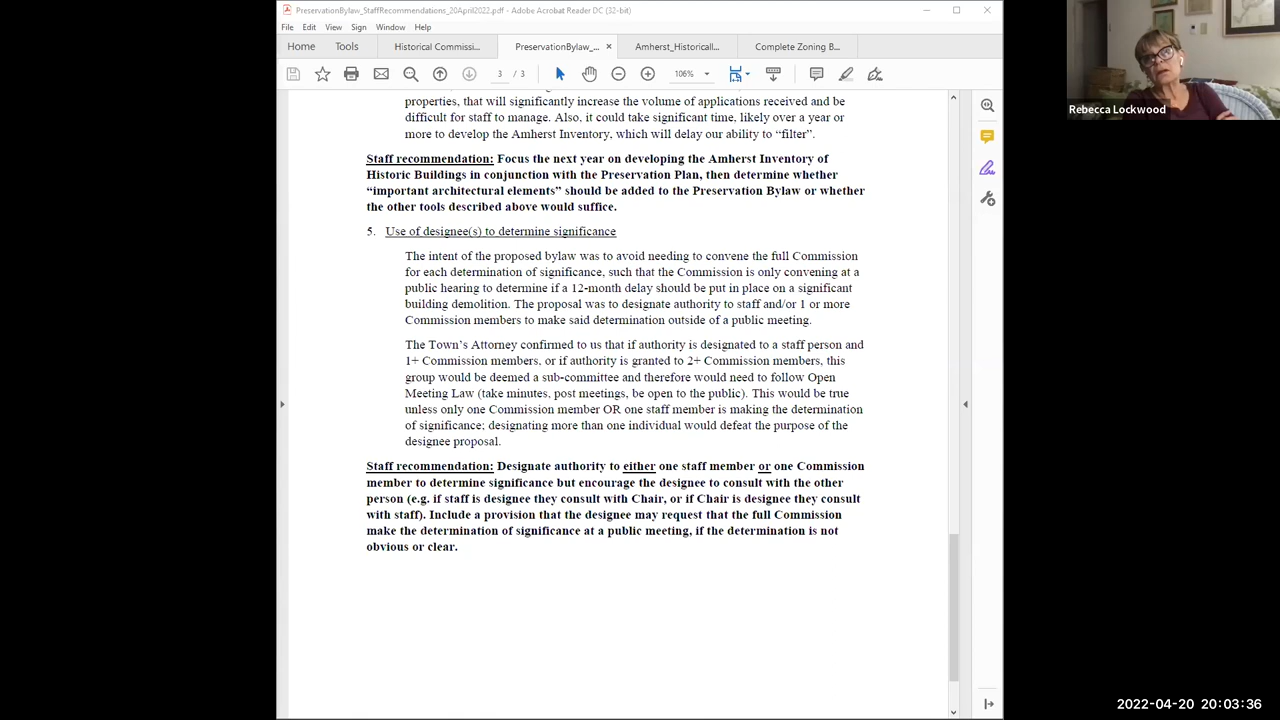 PreservationBylaw_StaffRecommendations_20April2022.pdf - Adobe Acrobat Reader DC (32-bit)
File Edit View Sign Window Help
Home Tools Historical Commissi... PreservationBylaw_... × Amherst_Historicall... Complete Zoning B...
3 / 3 106%
properties, that will significantly increase the volume of applications received and be
difficult for staff to manage. Also, it could take significant time, likely over a year or
more to develop the Amherst Inventory, which will delay our ability to “filter”.
Staff recommendation: Focus the next year on developing the Amherst Inventory of
Historic Buildings in conjunction with the Preservation Plan, then determine whether
“important architectural elements” should be added to the Preservation Bylaw or whether
the other tools described above would suffice.
5. Use of designee(s) to determine significance
The intent of the proposed bylaw was to avoid needing to convene the full Commission
for each determination of significance, such that the Commission is only convening at a
public hearing to determine if a 12-month delay should be put in place on a significant
building demolition. The proposal was to designate authority to staff and/or 1 or more
Commission members to make said determination outside of a public meeting.
The Town’s Attorney confirmed to us that if authority is designated to a staff person and
1+ Commission members, or if authority is granted to 2+ Commission members, this
group would be deemed a sub-committee and therefore would need to follow Open
Meeting Law (take minutes, post meetings, be open to the public). This would be true
unless only one Commission member OR one staff member is making the determination
of significance; designating more than one individual would defeat the purpose of the
designee proposal.
Staff recommendation: Designate authority to either one staff member or one Commission
member to determine significance but encourage the designee to consult with the other
person (e.g. if staff is designee they consult with Chair, or if Chair is designee they consult
with staff). Include a provision that the designee may request that the full Commission
make the determination of significance at a public meeting, if the determination is not
obvious or clear.
Rebecca Lockwood
2022-04-20 20:03:36